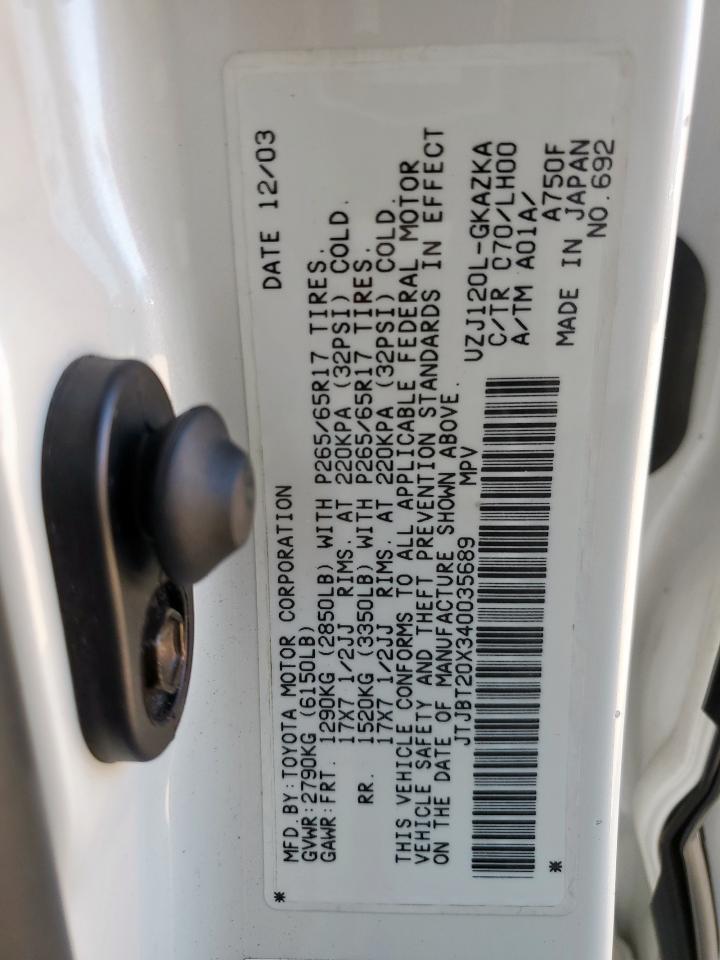 MFD. BY: TOYOTA MOTOR CORPORATION DATE 12/03
GVWR: 2790KG (6150LB)
GAWR: FRT. 1290KG (2850LB) WITH P265/65R17 TIRES.
17X7 1/2JJ RIMS. AT 220KPA (32PSI) COLD.
RR. 1520KG (3350LB) WITH P265/65R17 TIRES.
17X7 1/2JJ RIMS. AT 220KPA (32PSI) COLD.
THIS VEHICLE CONFORMS TO ALL APPLICABLE FEDERAL MOTOR
VEHICLE SAFETY AND THEFT PREVENTION STANDARDS IN EFFECT
ON THE DATE OF MANUFACTURE SHOWN ABOVE.
JTJBT20X340035689 MPV
UZJ120L-GKAZKA
C/TR C70/LH00
A/TM A01A/
A750F
MADE IN JAPAN
NO.692
* *